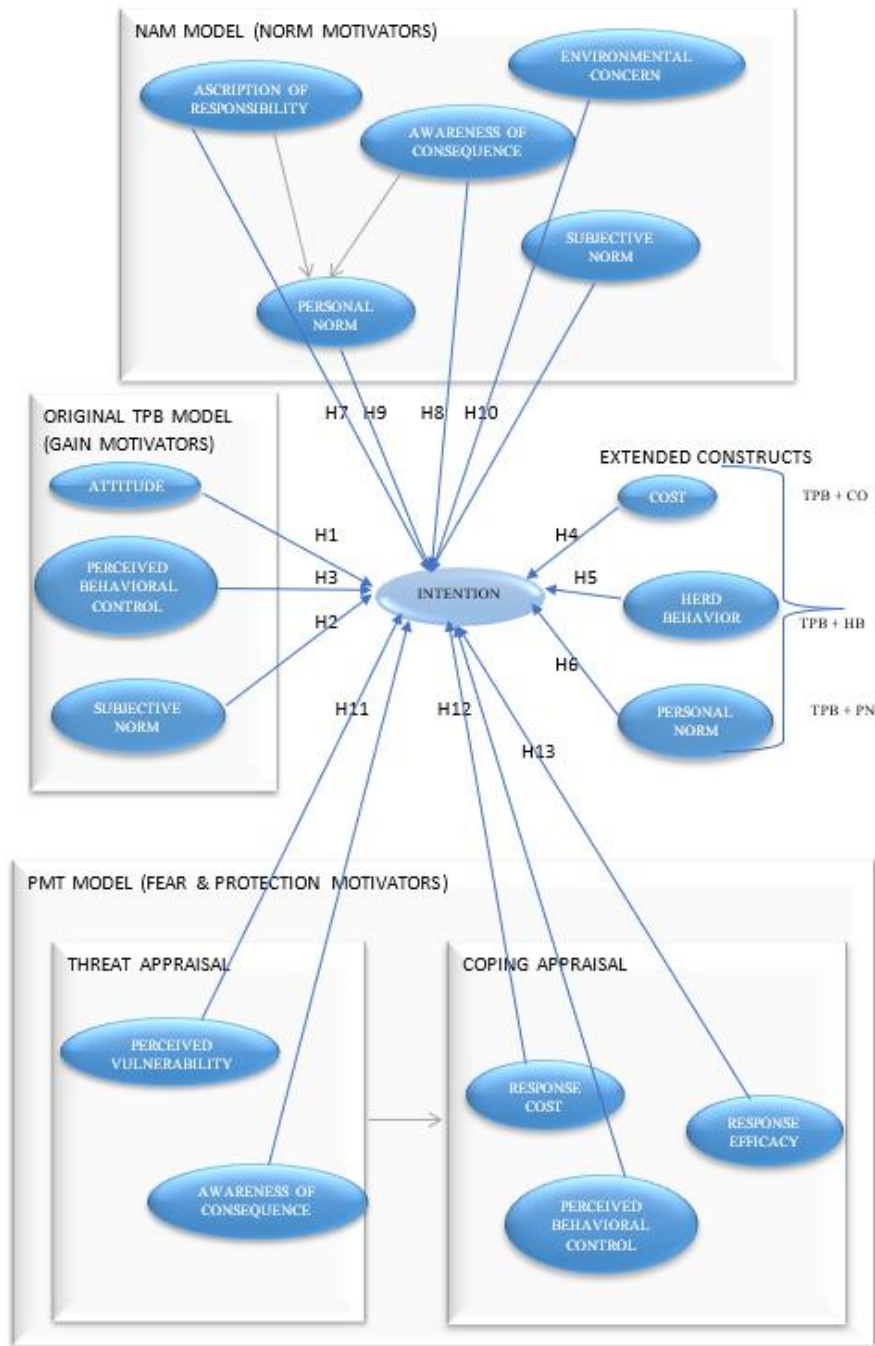 NAM MODEL (NORM MOTIVATORS)
ENVIRONMENTAL
CONCERN
ASCRIPTION OF
RESPONSIBILITY
AWARENESS OF
CONSEQUENCE
SUBJECTIVE
NORM
PERSONAL
NORM
H7
H9
H8
H10
ORIGINAL TPB MODEL
(GAIN MOTIVATORS)
ATTITUDE
H1
PERCEIVED
BEHAVIORAL
CONTROL
H3
H2
SUBJECTIVE
NORM
INTENTION
EXTENDED CONSTRUCTS
COST
TPB + CO
H4
H5
HERD
BEHAVIOR
TPB + HB
H6
PERSONAL
NORM
TPB + PN
H11
H12
H13
PMT MODEL (FEAR & PROTECTION MOTIVATORS)
THREAT APPRAISAL
PERCEIVED
VULNERABILITY
AWARENESS OF
CONSEQUENCE
COPING APPRAISAL
RESPONSE
COST
RESPONSE
EFFICACY
PERCEIVED
BEHAVIORAL
CONTROL